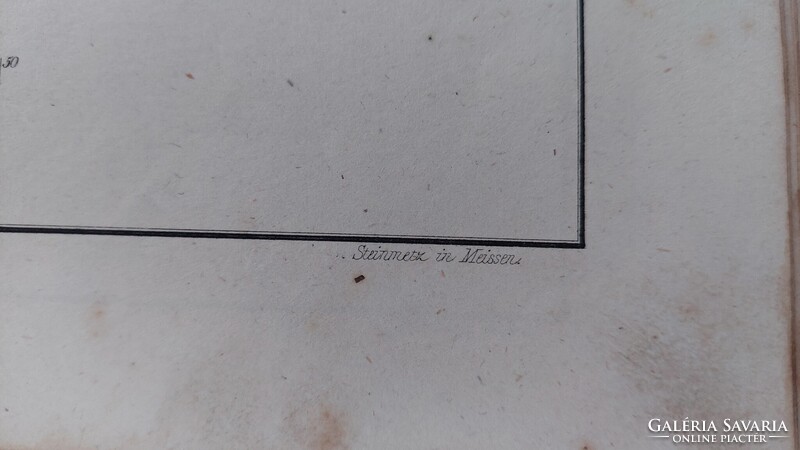 50
Steinmetz in Meissen.
GALÉRIA SAVARIA
ONLINE PIACTÉR